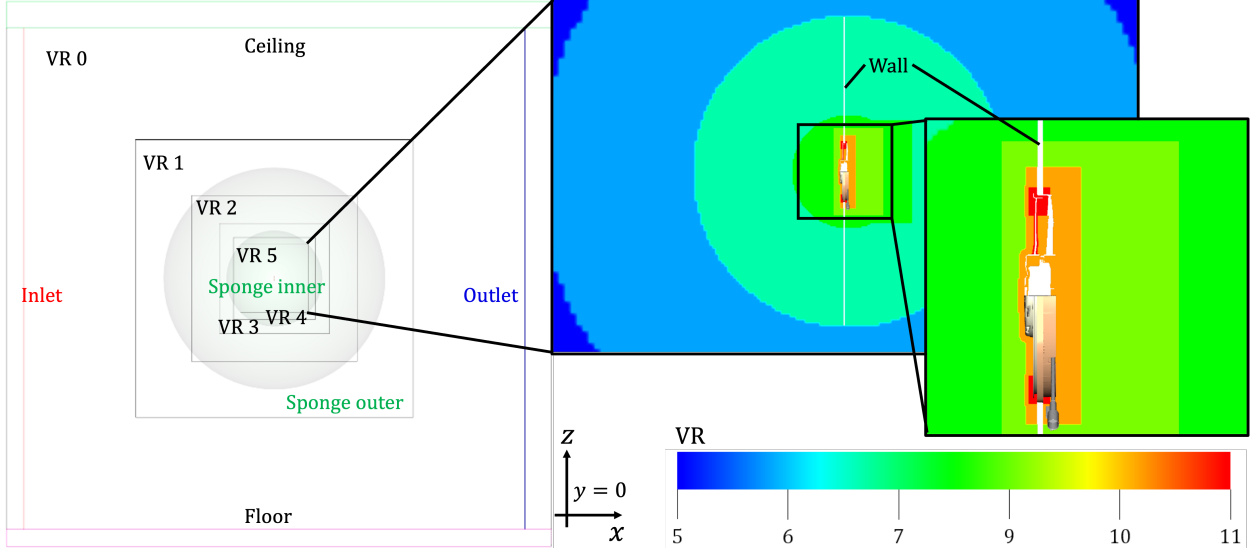 Ceiling
VR 0
Wall
VR 1
VR 2
VR 5
Sponge inner
Inlet
Outlet
VR 4
VR 3
Sponge outer
z
VR
y = 0
Floor
x
5
6
7
9
10
11